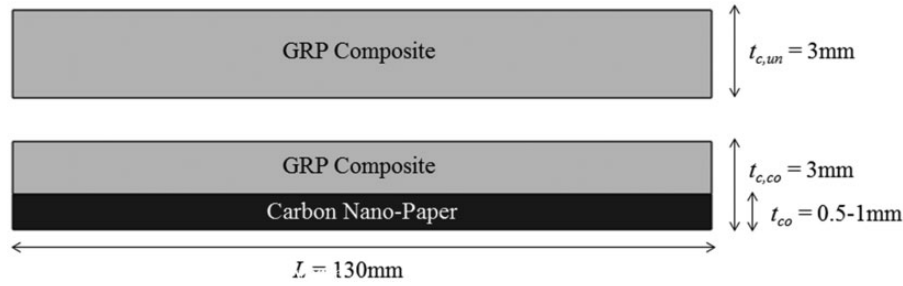 GRP Composite
t_{c,un} = 3mm
GRP Composite
t_{c,co} = 3mm
Carbon Nano-Paper
t_{co} = 0.5-1mm
L = 130mm